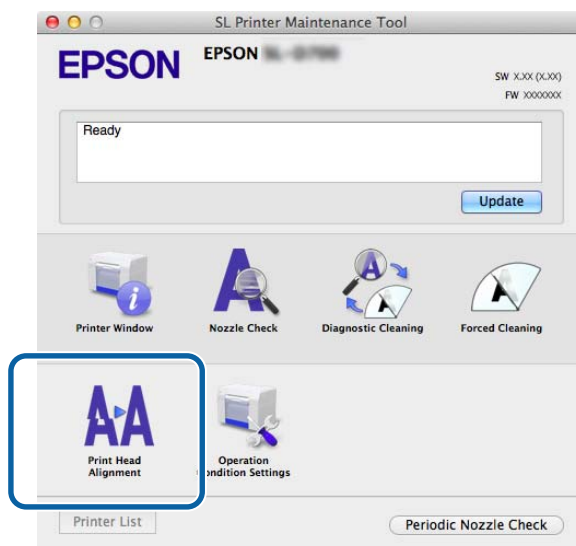 SL Printer Maintenance Tool
EPSON
EPSON
SW X.XX (X.XX)
FW XXXXXXX
Ready
Update
Printer Window
Nozzle Check
Diagnostic Cleaning
Forced Cleaning
Print Head
Alignment
Operation
Condition Settings
Printer List
Periodic Nozzle Check